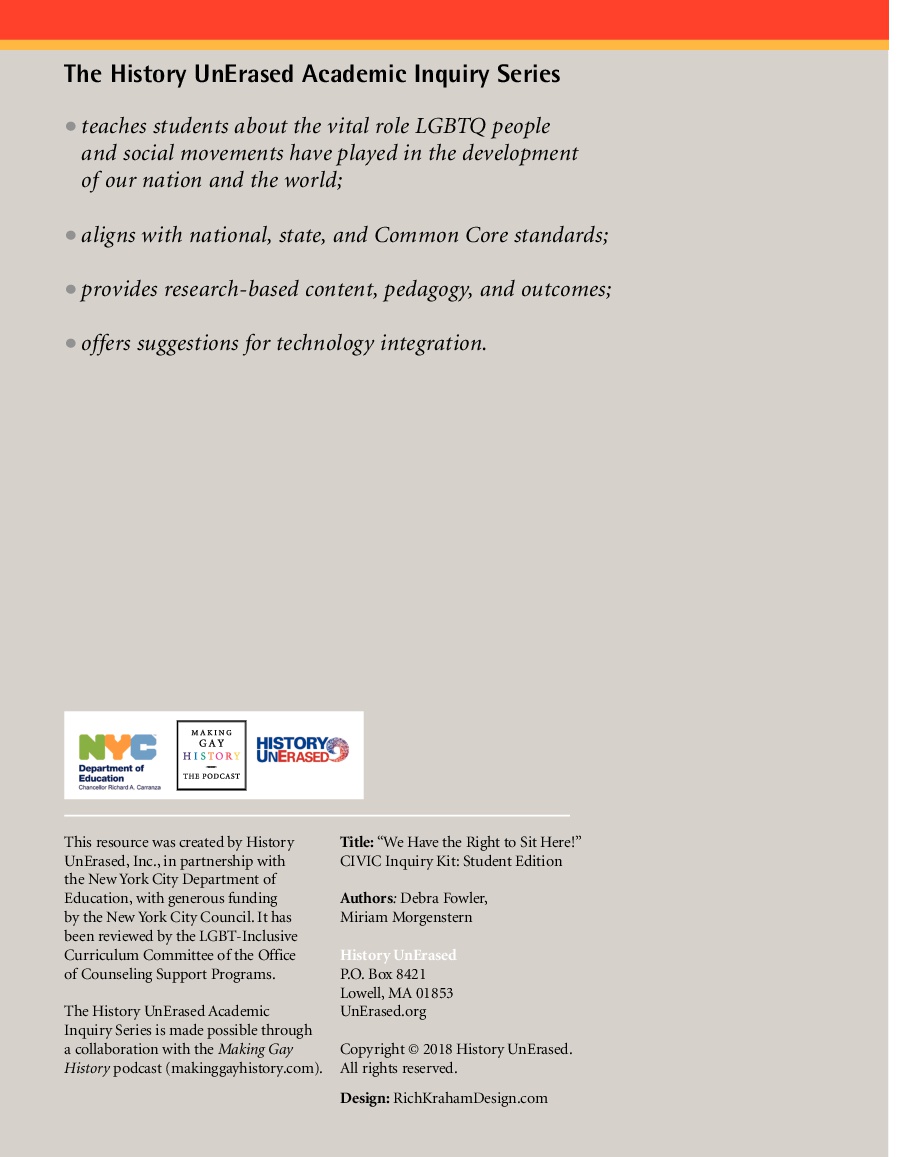 The History UnErased Academic Inquiry Series
• teaches students about the vital role LGBTQ people
and social movements have played in the development
of our nation and the world;
• aligns with national, state, and Common Core standards;
• provides research-based content, pedagogy, and outcomes;
• offers suggestions for technology integration.
NYC
Department of
Education
Chancellor Richard A. Carranza
MAKING
GAY
HISTORY
THE PODCAST
HISTORY
UNERASED
This resource was created by History
UnErased, Inc., in partnership with
the New York City Department of
Education, with generous funding
by the New York City Council. It has
been reviewed by the LGBT-Inclusive
Curriculum Committee of the Office
of Counseling Support Programs.
The History UnErased Academic
Inquiry Series is made possible through
a collaboration with the Making Gay
History podcast (makinggayhistory.com).
Title: “We Have the Right to Sit Here!”
CIVIC Inquiry Kit: Student Edition
Authors: Debra Fowler,
Miriam Morgenstern
History UnErased
P.O. Box 8421
Lowell, MA 01853
UnErased.org
Copyright © 2018 History UnErased.
All rights reserved.
Design: RichKrahamDesign.com